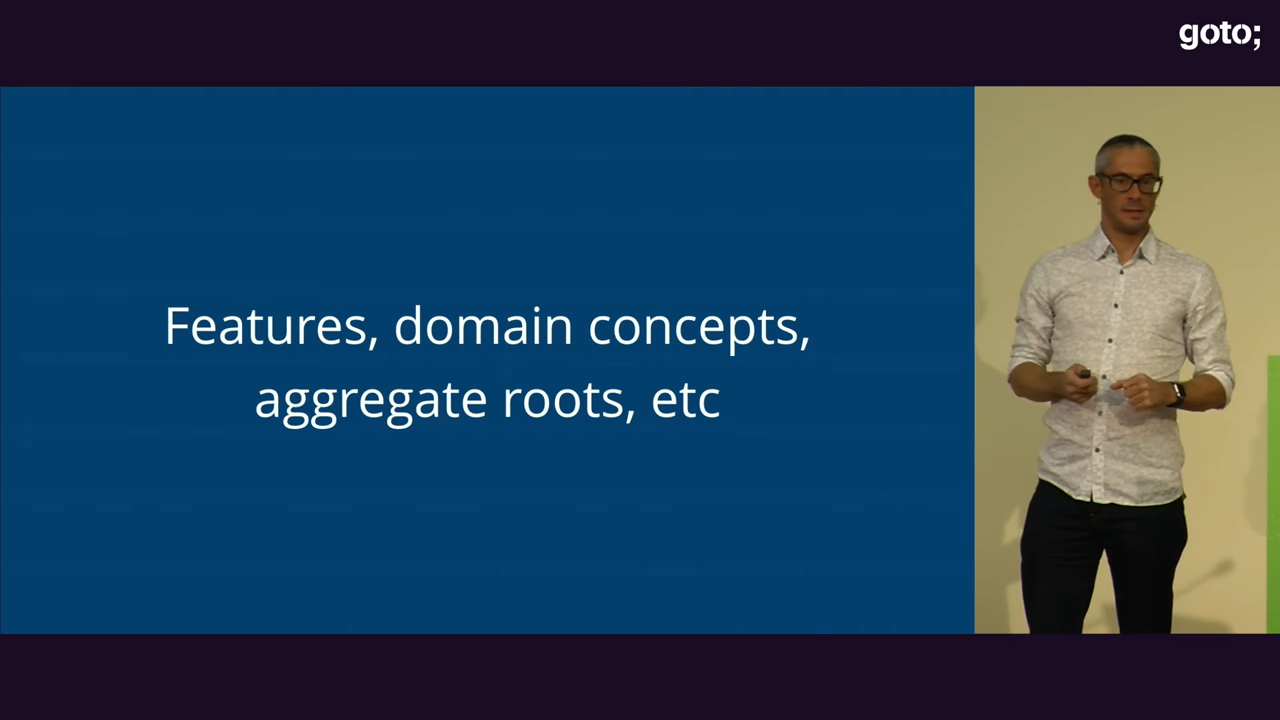 goto;
Features, domain concepts,
aggregate roots, etc